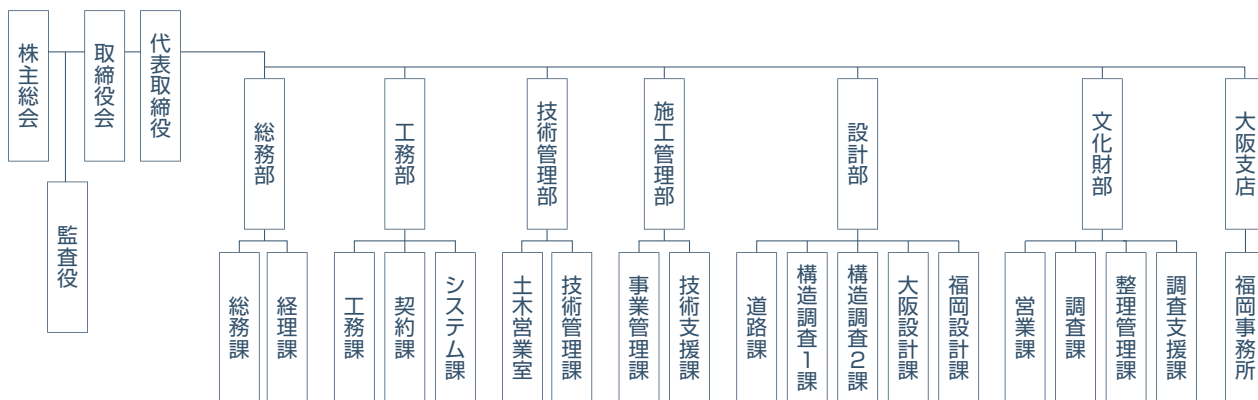 株主総会
取締役会
代表取締役
監査役
総務部
工務部
技術管理部
施工管理部
設計部
文化財部
大阪支店
総務課
経理課
工務課
契約課
システム課
土木営業室
技術管理課
事業管理課
技術支援課
道路課
構造調査1課
構造調査2課
大阪設計課
福岡設計課
営業課
調査課
整理管理課
調査支援課
福岡事務所